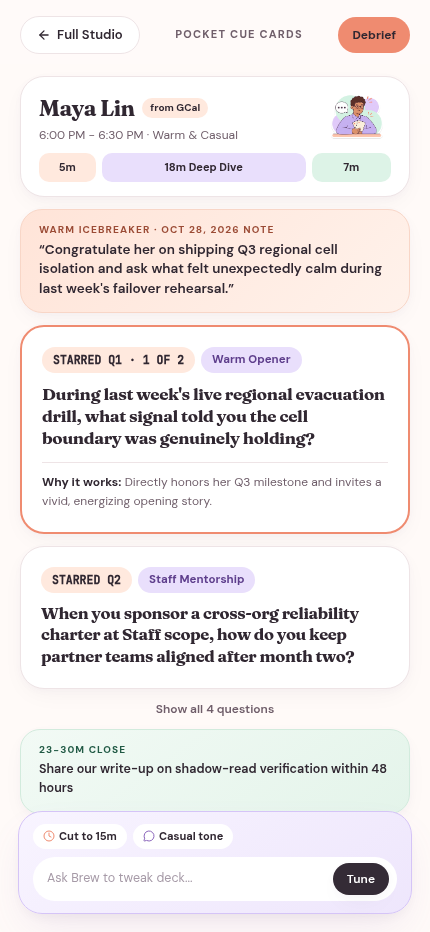 ← Full Studio
POCKET CUE CARDS
Debrief
Maya Lin
from GCal
6:00 PM – 6:30 PM · Warm & Casual
5m
18m Deep Dive
7m
WARM ICEBREAKER · OCT 28, 2026 NOTE
“Congratulate her on shipping Q3 regional cell
isolation and ask what felt unexpectedly calm during
last week's failover rehearsal.”
STARRED Q1 · 1 OF 2
Warm Opener
During last week's live regional evacuation
drill, what signal told you the cell
boundary was genuinely holding?
Why it works: Directly honors her Q3 milestone and invites a
vivid, energizing opening story.
STARRED Q2
Staff Mentorship
When you sponsor a cross-org reliability
charter at Staff scope, how do you keep
partner teams aligned after month two?
Show all 4 questions
23–30M CLOSE
Share our write-up on shadow-read verification within 48
hours
Cut to 15m
Casual tone
Ask Brew to tweak deck...
Tune